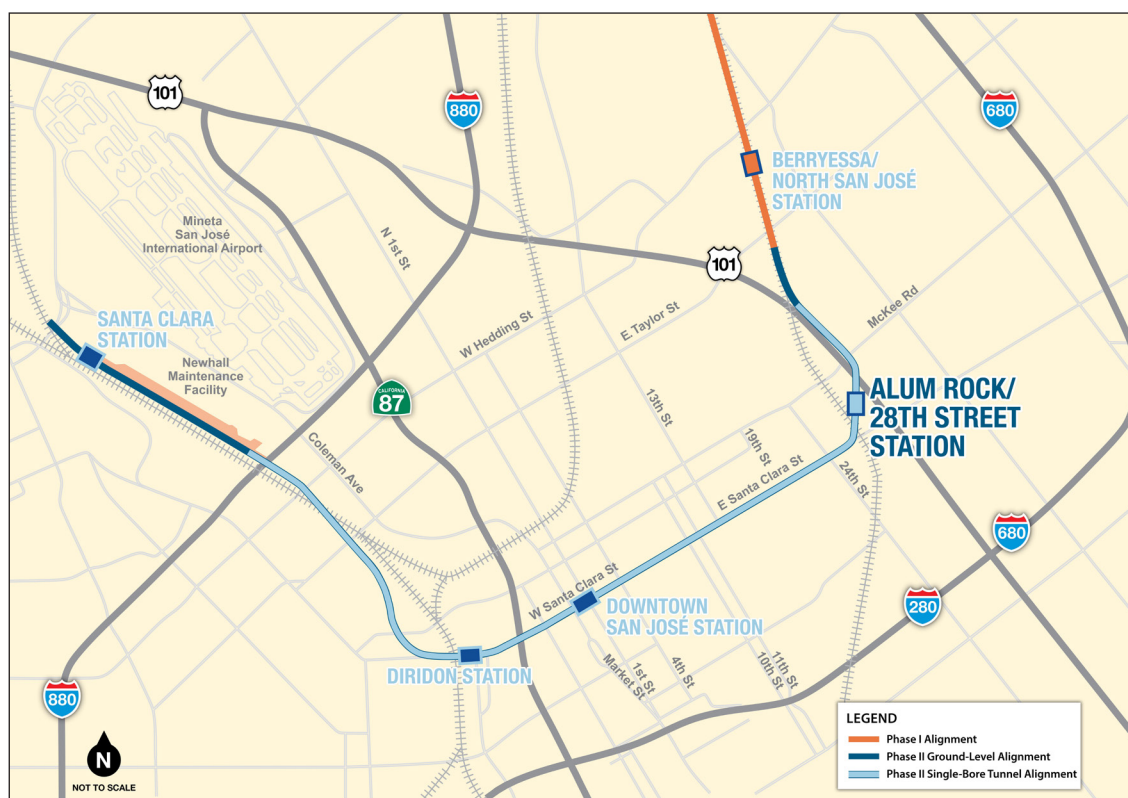 101
880
680
BERRYESSA/
NORTH SAN JOSÉ
STATION
Mineta
San José
International Airport
N 1st St
101
McKee Rd
SANTA CLARA
STATION
W Hedding St
E Taylor St
Newhall
Maintenance
Facility
CALIFORNIA
87
ALUM ROCK/
28TH STREET
STATION
13th St
19th St
24th St
Coleman Ave
E Santa Clara St
680
W Santa Clara St
280
DOWNTOWN
SAN JOSÉ STATION
DIRIDON STATION
Market St
1st St
4th St
10th St
11th St
880
N
NOT TO SCALE
LEGEND
Phase I Alignment
Phase II Ground-Level Alignment
Phase II Single-Bore Tunnel Alignment